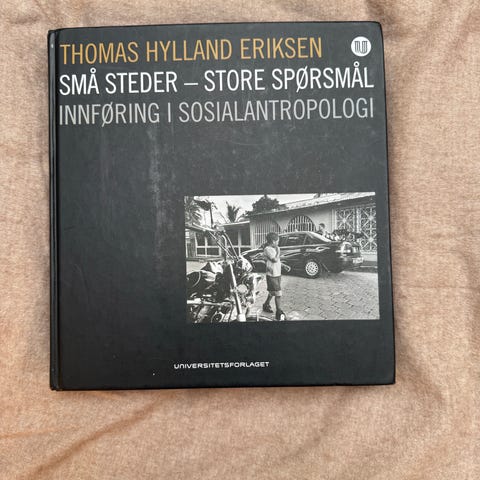 THOMAS HYLLAND ERIKSEN
SMÅ STEDER – STORE SPØRSMÅL
INNFØRING I SOSIALANTROPOLOGI
UNIVERSITETSFORLAGET